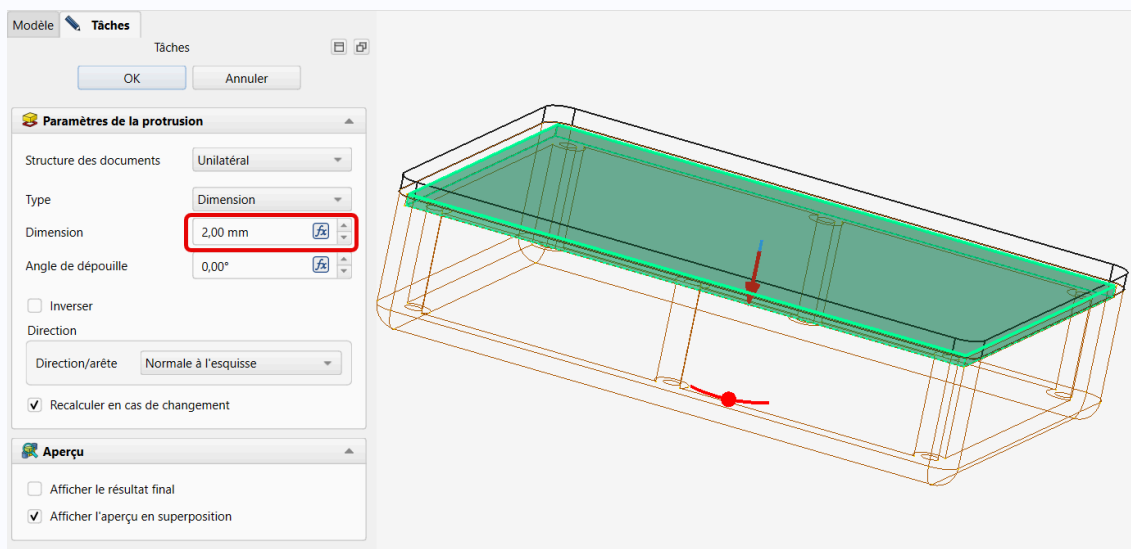 Modèle Tâches
Tâches
OK Annuler
Paramètres de la protrusion
Structure des documents Unilatéral
Type Dimension
Dimension 2,00 mm fx
Angle de dépouille 0,00° fx
Inverser
Direction
Direction/arête Normale à l'esquisse
Recalculer en cas de changement
Aperçu
Afficher le résultat final
Afficher l'aperçu en superposition